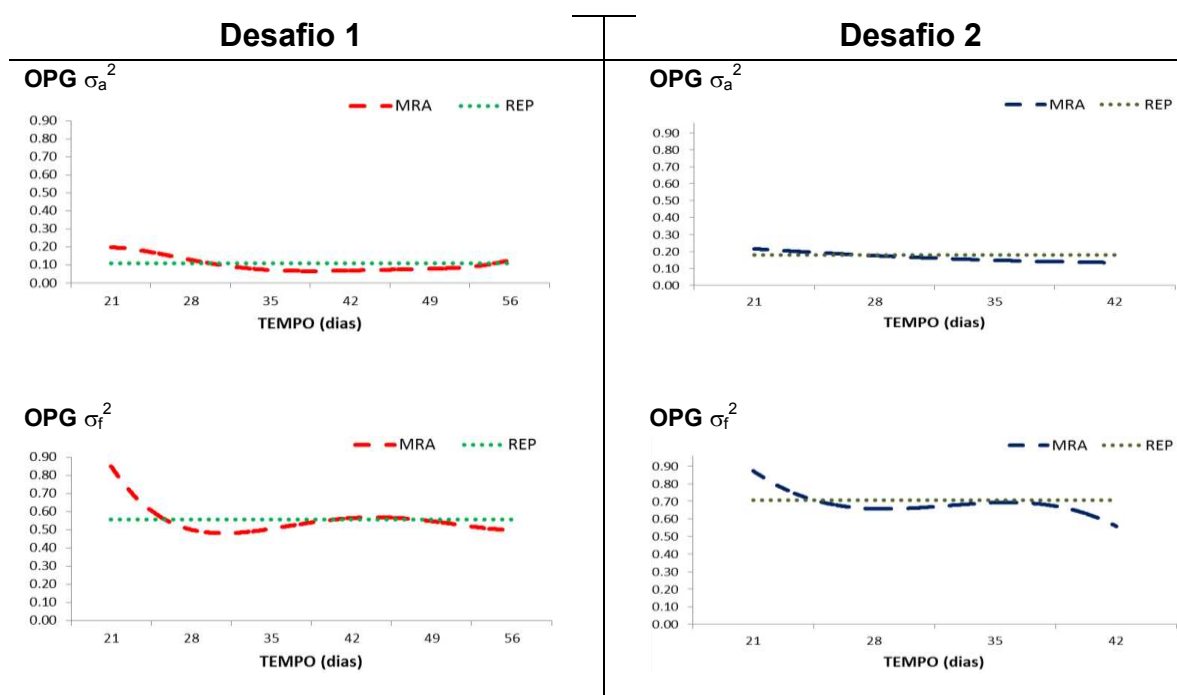 Desafio 1
Desafio 2
OPG σa²
MRA
REP
0.90
0.80
0.70
0.60
0.50
0.40
0.30
0.20
0.10
0.00
21 28 35 42 49 56
TEMPO (dias)
OPG σa²
MRA
REP
0.90
0.80
0.70
0.60
0.50
0.40
0.30
0.20
0.10
0.00
21 28 35 42
TEMPO (dias)
OPG σf²
MRA
REP
0.90
0.80
0.70
0.60
0.50
0.40
0.30
0.20
0.10
0.00
21 28 35 42 49 56
TEMPO (dias)
OPG σf²
MRA
REP
0.90
0.80
0.70
0.60
0.50
0.40
0.30
0.20
0.10
0.00
21 28 35 42
TEMPO (dias)